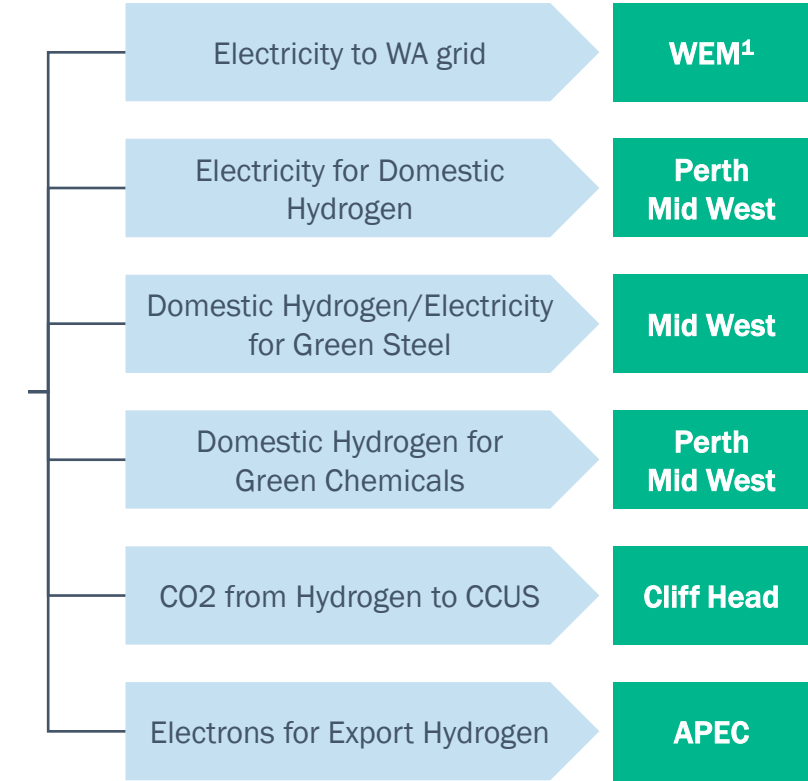 Electricity to WA grid
WEM¹
Electricity for Domestic
Hydrogen
Perth
Mid West
Domestic Hydrogen/Electricity
for Green Steel
Mid West
Domestic Hydrogen for
Green Chemicals
Perth
Mid West
CO2 from Hydrogen to CCUS
Cliff Head
Electrons for Export Hydrogen
APEC